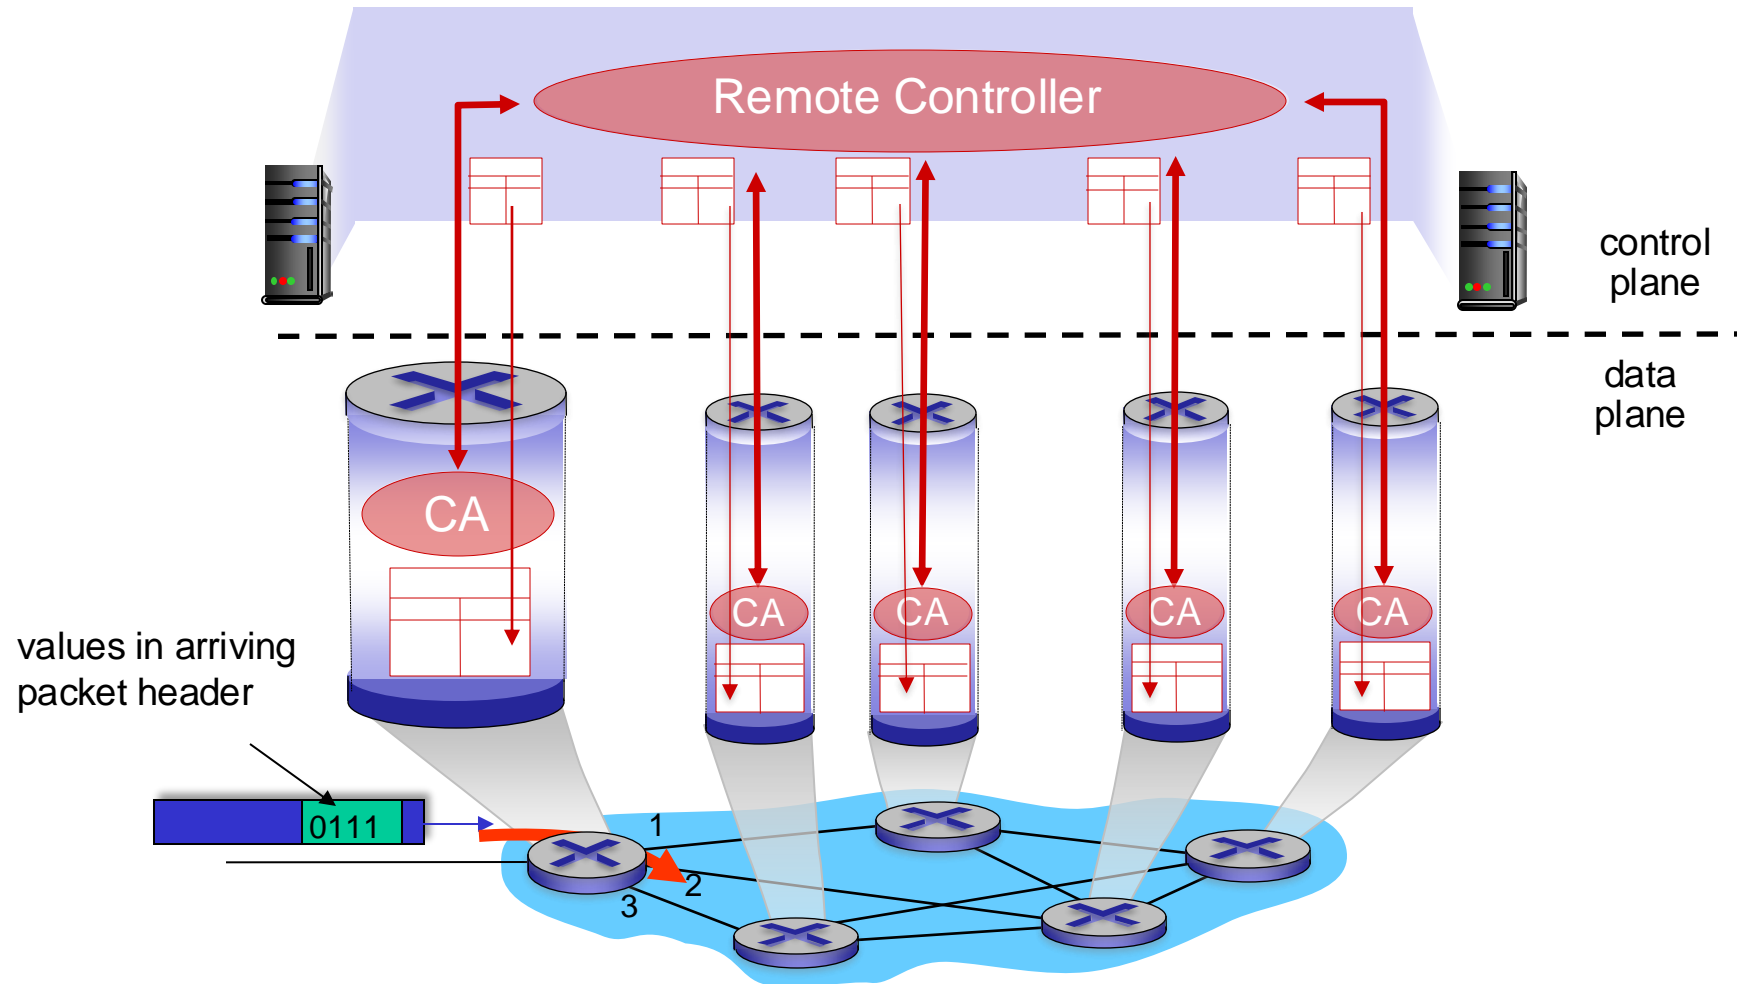 Remote Controller
control
plane
data
plane
CA
CA
CA
CA
CA
values in arriving
packet header
0111
1
2
3